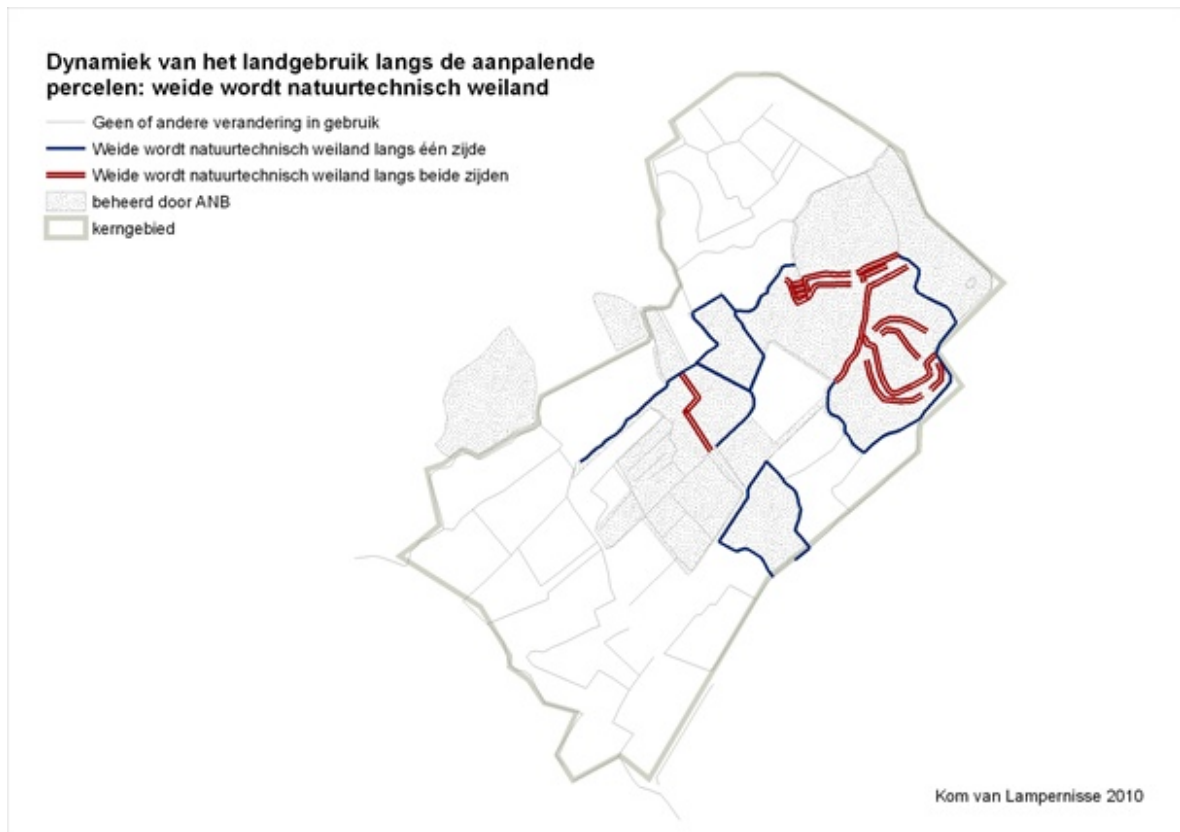 Dynamiek van het landgebruik langs de aanpalende
percelen: weide wordt natuurtechnisch weiland
Geen of andere verandering in gebruik
Weide wordt natuurtechnisch weiland langs één zijde
Weide wordt natuurtechnisch weiland langs beide zijden
beheerd door ANB
kerngebied
Kom van Lampernisse 2010